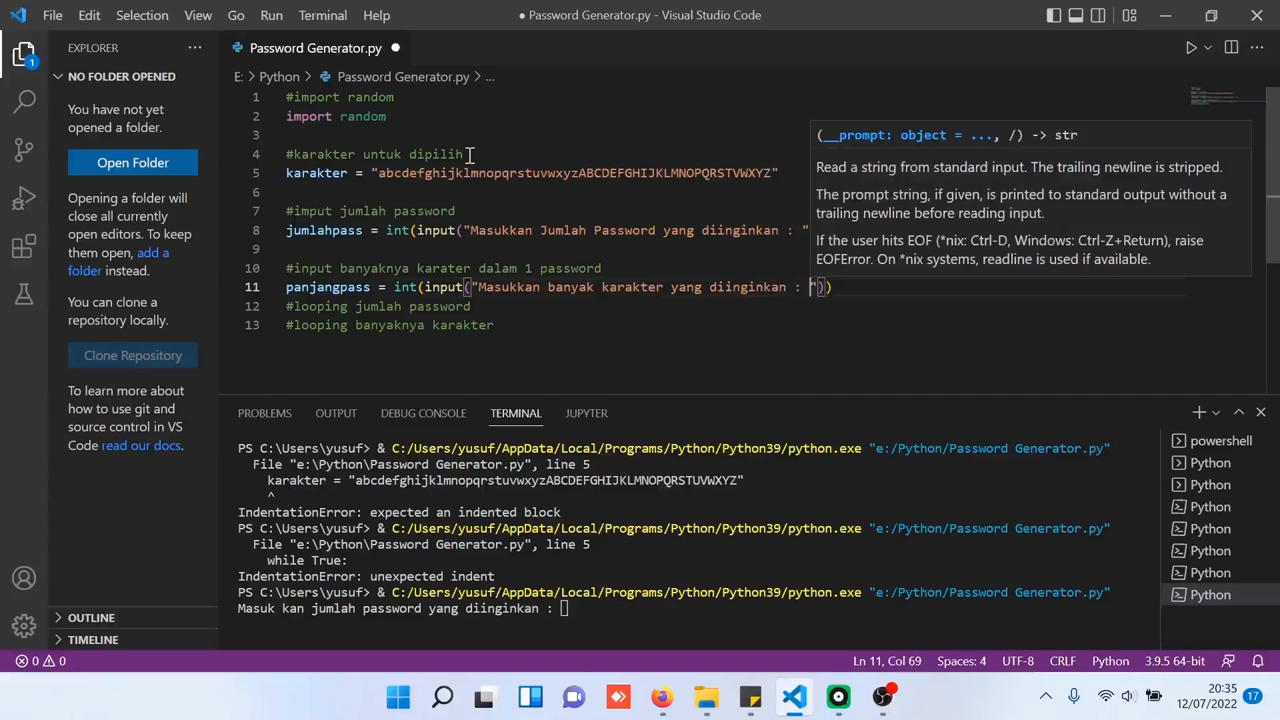 File Edit Selection View Go Run Terminal Help
● Password Generator.py - Visual Studio Code
EXPLORER
NO FOLDER OPENED
You have not yet
opened a folder.
Open Folder
Opening a folder will
close all currently
open editors. To keep
them open, add a
folder instead.
You can clone a
repository locally.
Clone Repository
To learn more about
how to use git and
source control in VS
Code read our docs.
OUTLINE
TIMELINE
1
Password Generator.py ●
E: > Python > Password Generator.py > ...
1 #import random
2 import random
3
4 #karakter untuk dipilih
5 karakter = "abcdefghijklmnopqrstuvwxyzABCDEFGHIJKLMNOPQRSTVWXYZ"
6
7 #imput jumlah password
8 jumlahpass = int(input("Masukkan Jumlah Password yang diinginkan : "
9
10 #input banyaknya karater dalam 1 password
11 panjangpass = int(input("Masukkan banyak karakter yang diinginkan : "))
12 #looping jumlah password
13 #looping banyaknya karakter
(__prompt: object = ..., /) -> str
Read a string from standard input. The trailing newline is stripped.
The prompt string, if given, is printed to standard output without a
trailing newline before reading input.
If the user hits EOF (*nix: Ctrl-D, Windows: Ctrl-Z+Return), raise
EOFError. On *nix systems, readline is used if available.
PROBLEMS OUTPUT DEBUG CONSOLE TERMINAL JUPYTER
PS C:\Users\yusuf> & C:/Users/yusuf/AppData/Local/Programs/Python/Python39/python.exe "e:/Python/Password Generator.py"
File "e:\Python\Password Generator.py", line 5
karakter = "abcdefghijklmnopqrstuvwxyzABCDEFGHIJKLMNOPQRSTUVWXYZ"
^
IndentationError: expected an indented block
PS C:\Users\yusuf> & C:/Users/yusuf/AppData/Local/Programs/Python/Python39/python.exe "e:/Python/Password Generator.py"
File "e:\Python\Password Generator.py", line 5
while True:
IndentationError: unexpected indent
PS C:\Users\yusuf> & C:/Users/yusuf/AppData/Local/Programs/Python/Python39/python.exe "e:/Python/Password Generator.py"
Masuk kan jumlah password yang diinginkan :
powershell
Python
Python
Python
Python
Python
Python
Python
0 0
Ln 11, Col 69 Spaces: 4 UTF-8 CRLF Python 3.9.5 64-bit
20:35
12/07/2022
17